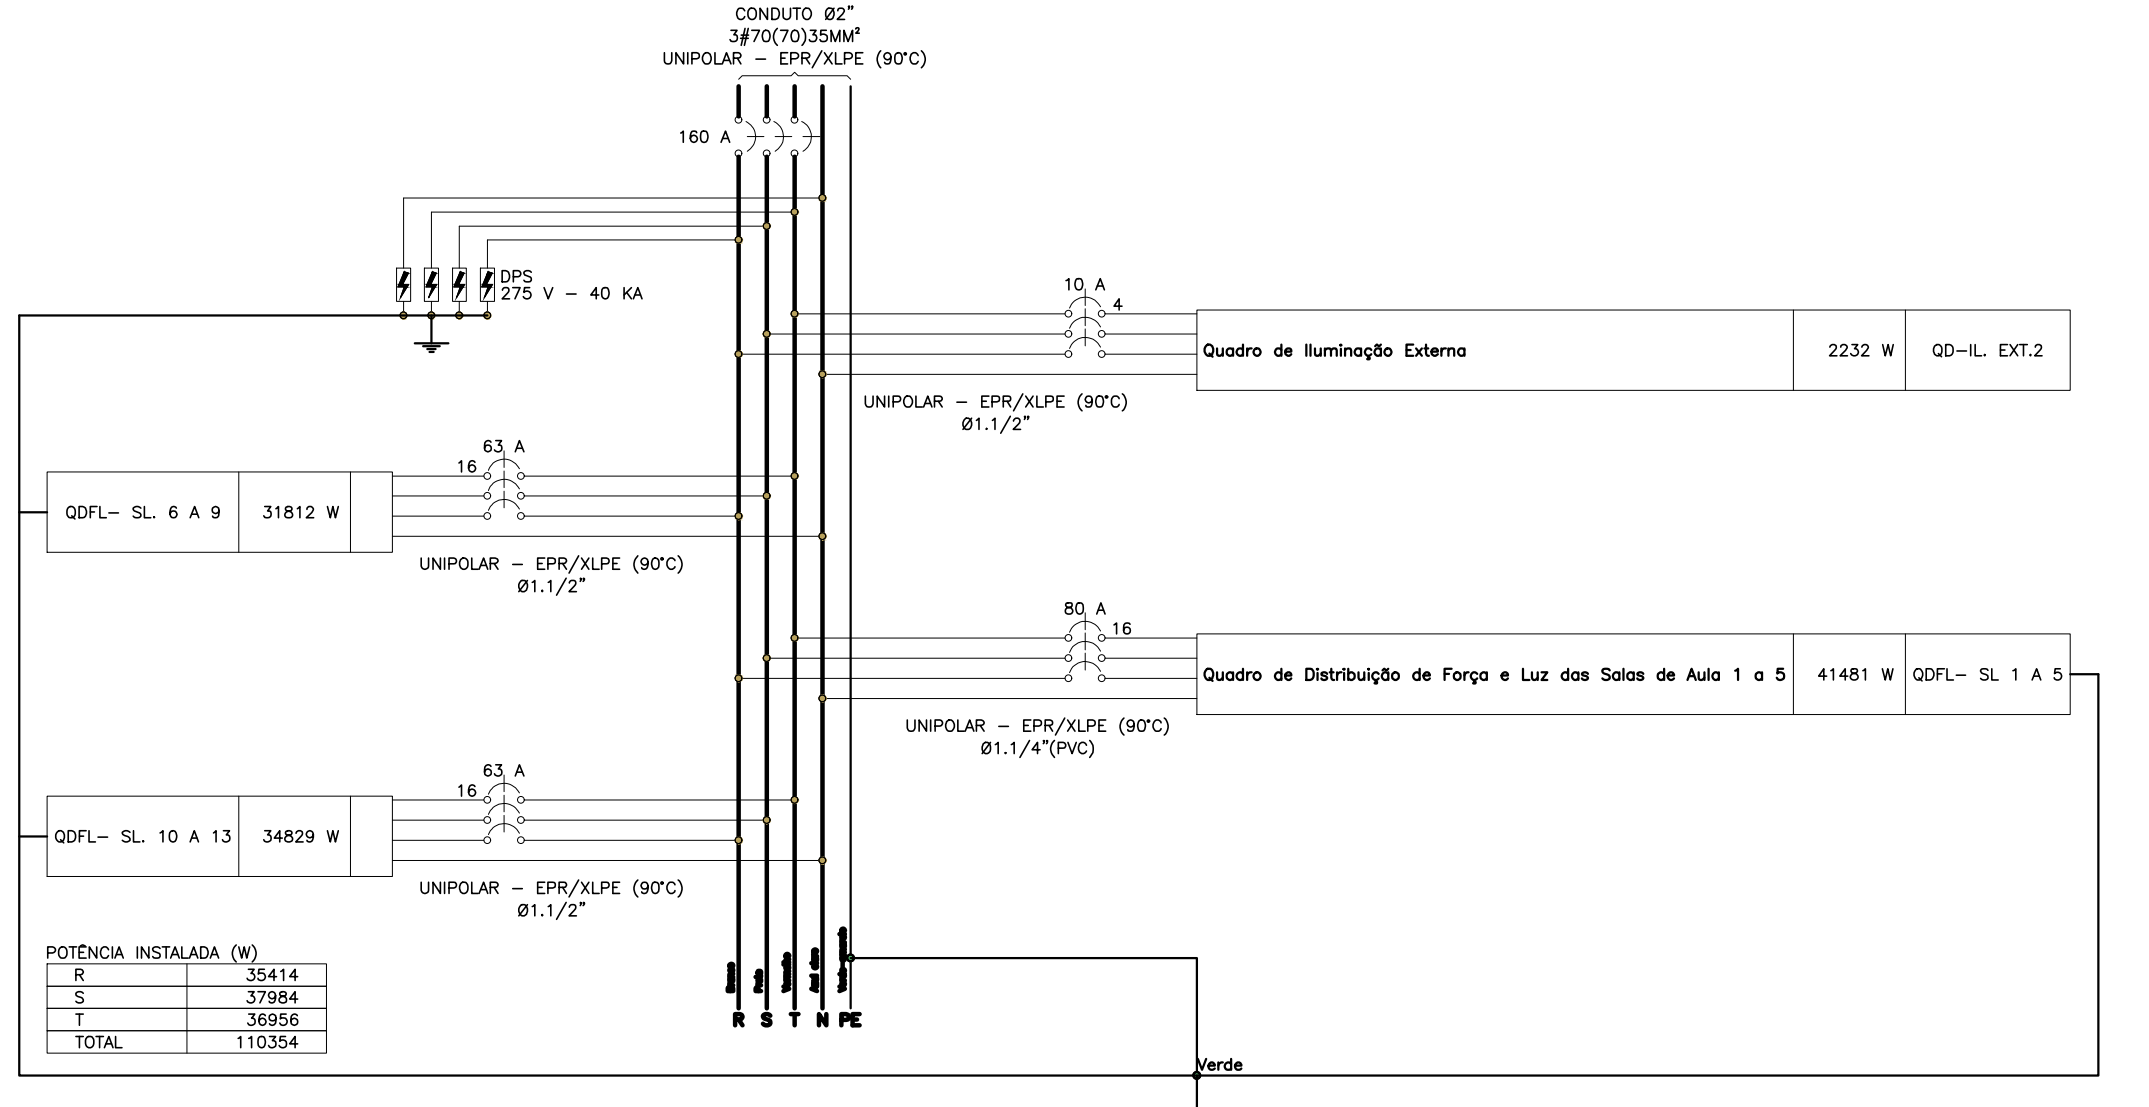 CONDUTO Ø2"
3#70(70)35MM²
UNIPOLAR – EPR/XLPE (90°C)
160 A
DPS
275 V – 40 KA
10 A
4
Quadro de Iluminação Externa
2232 W
QD–IL. EXT.2
UNIPOLAR – EPR/XLPE (90°C)
Ø1.1/2"
63 A
16
QDFL– SL. 6 A 9
31812 W
UNIPOLAR – EPR/XLPE (90°C)
Ø1.1/2"
80 A
16
Quadro de Distribuição de Força e Luz das Salas de Aula 1 a 5
41481 W
QDFL– SL 1 A 5
UNIPOLAR – EPR/XLPE (90°C)
Ø1.1/4"(PVC)
63 A
16
QDFL– SL. 10 A 13
34829 W
UNIPOLAR – EPR/XLPE (90°C)
Ø1.1/2"
POTÊNCIA INSTALADA (W)
R 35414
S 37984
T 36956
TOTAL 110354
Branco
Preto
Vermelho
Azul claro
R S T N PE
Verde